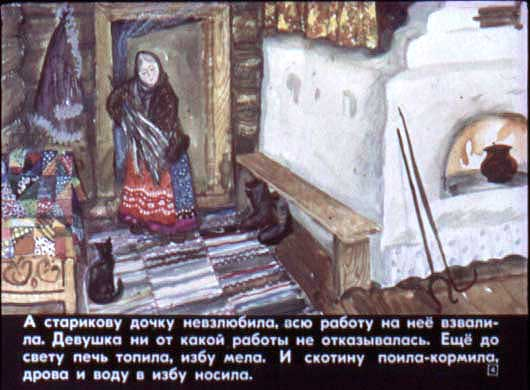 А старикову дочку невзлюбила, всю работу на неё взвали-
ла. Девушка ни от какой работы не отказывалась. Ещё до
свету печь топила, избу мела. И скотину поила-кормила,
дрова и воду в избу носила.
4